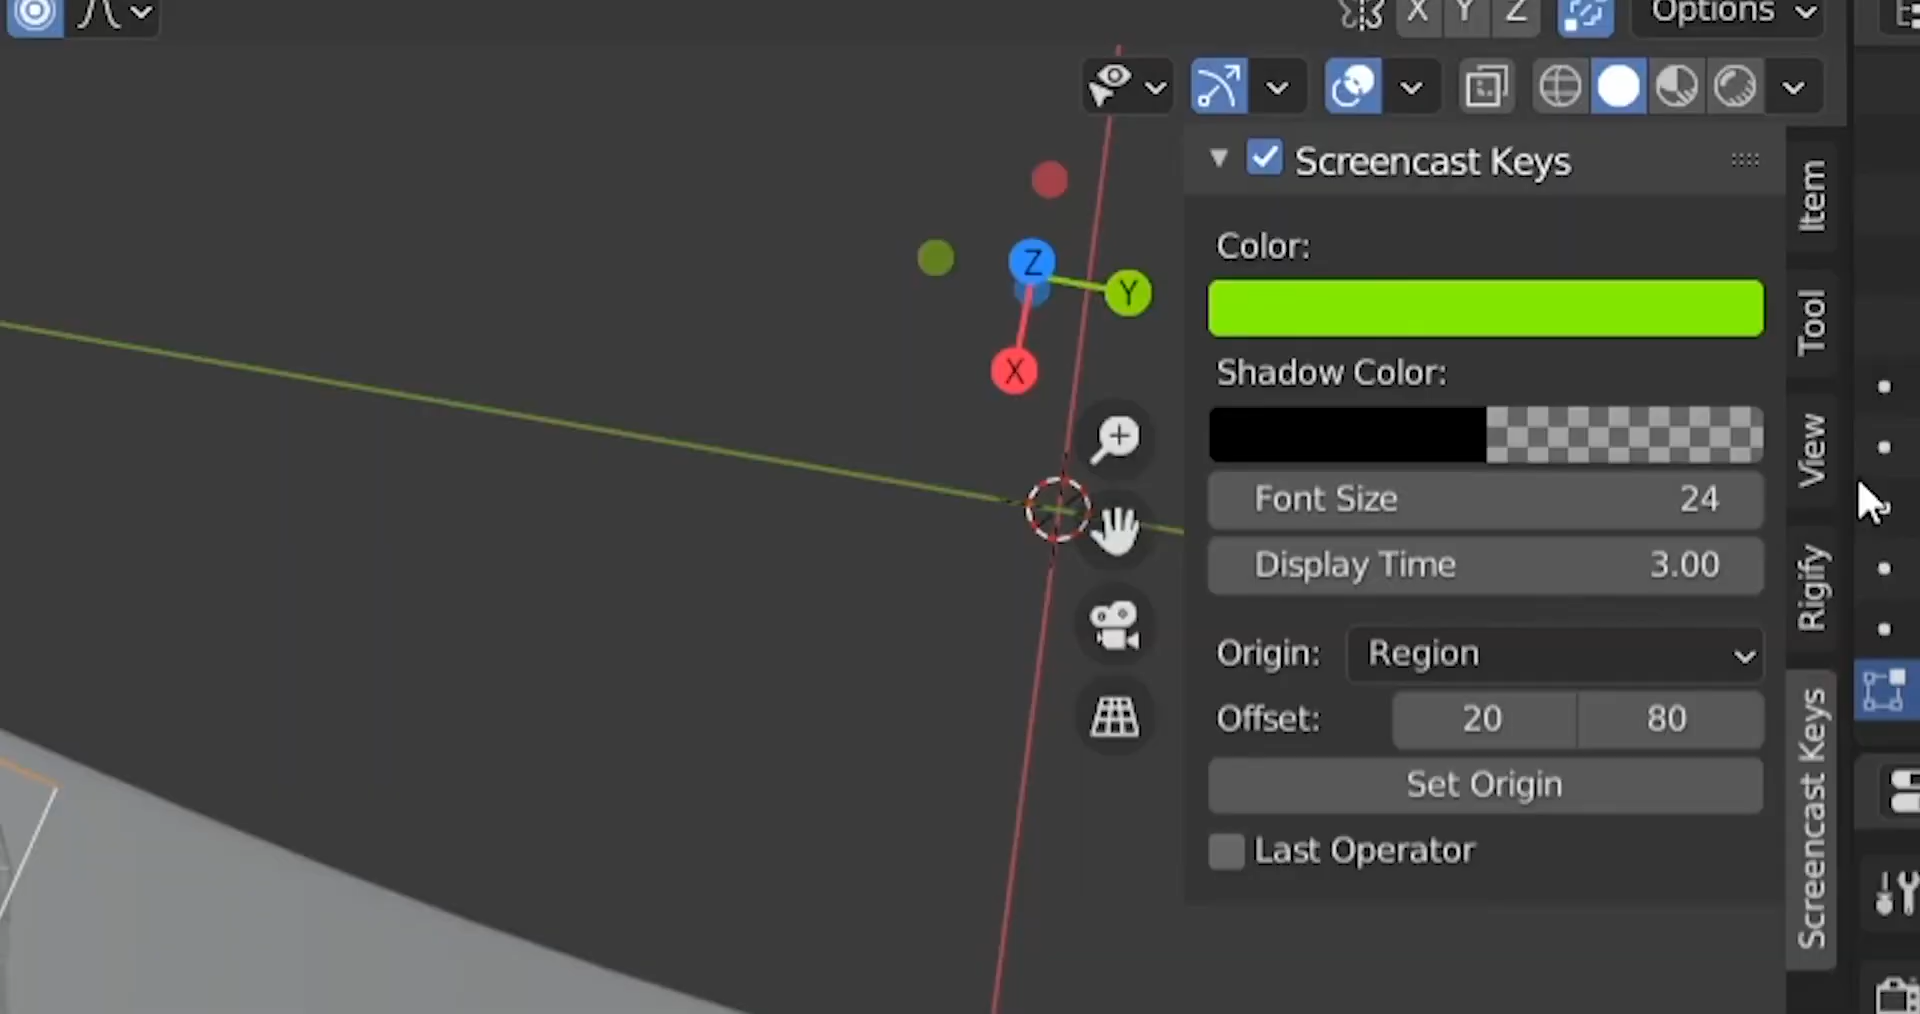 X Y Z
Options
Screencast Keys
Item
Color:
Z
Y
Tool
X
Shadow Color:
View
Font Size 24
Display Time 3.00
Rigify
Origin: Region
Offset: 20 80
Set Origin
Screencast Keys
Last Operator